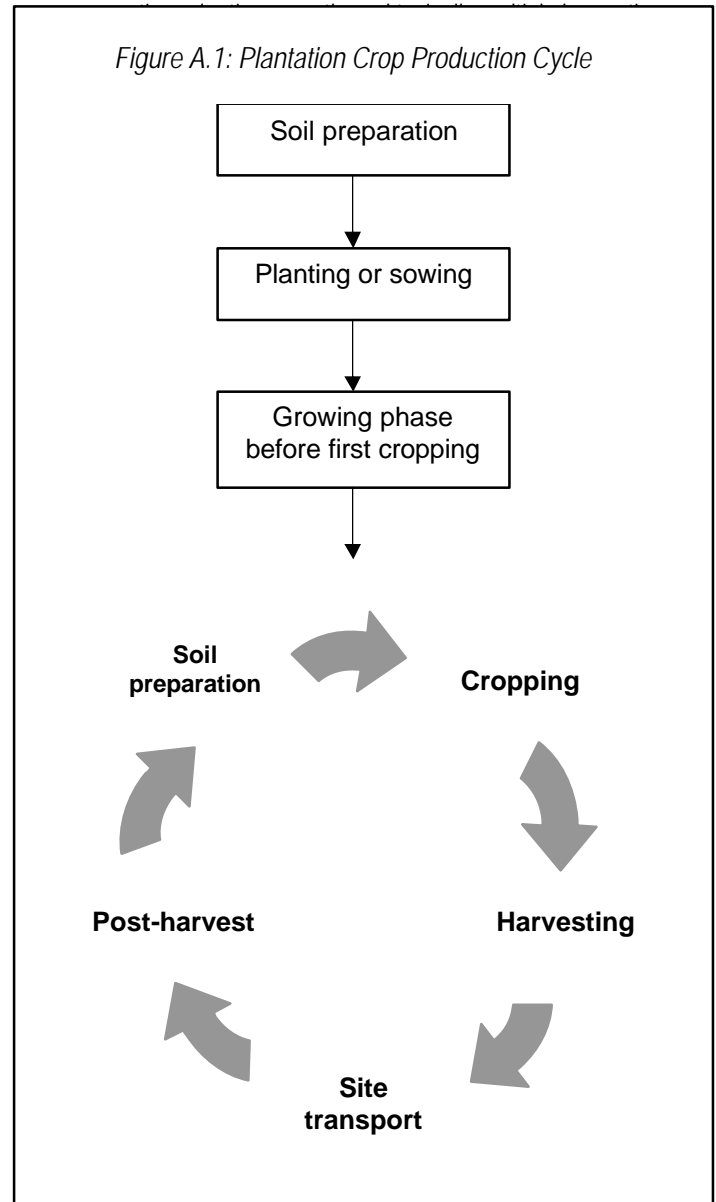 Figure A.1: Plantation Crop Production Cycle
Soil preparation
Planting or sowing
Growing phase
before first cropping
Soil
preparation
Cropping
Post-harvest
Harvesting
Site
transport